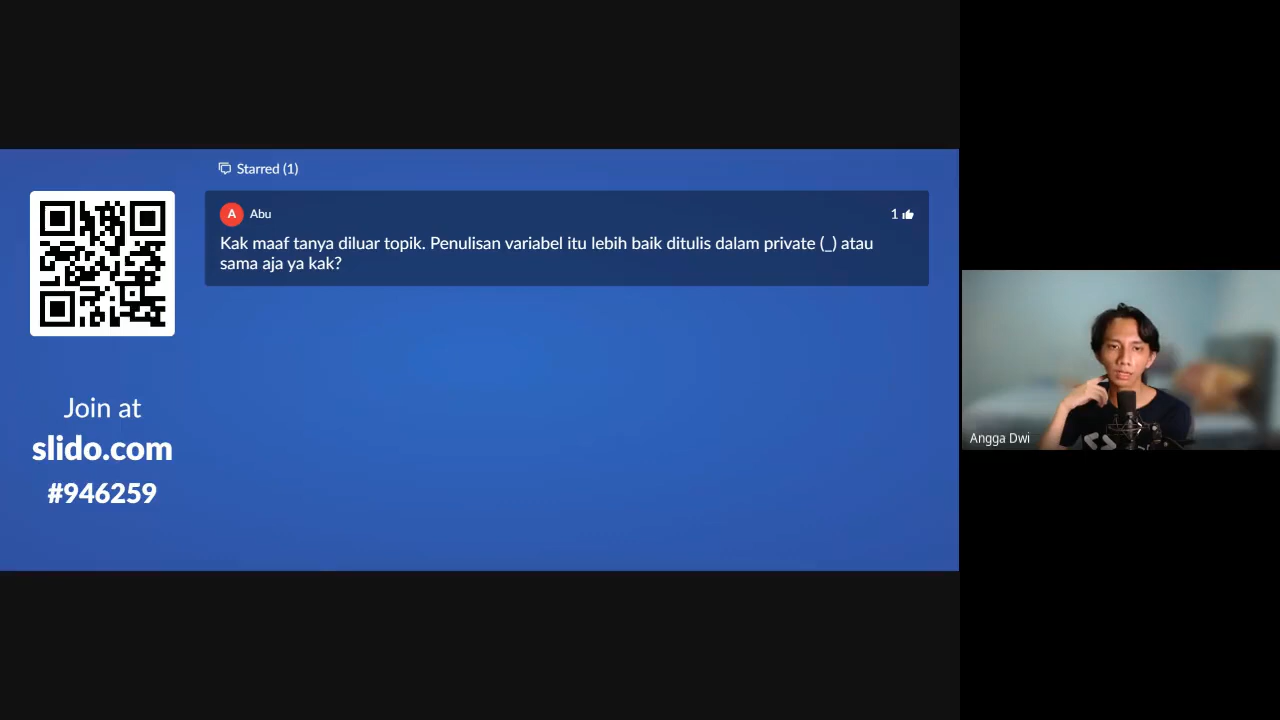 Starred (1)
A Abu 1
Kak maaf tanya diluar topik. Penulisan variabel itu lebih baik ditulis dalam private (_) atau
sama aja ya kak?
Join at
slido.com
#946259
Angga Dwi